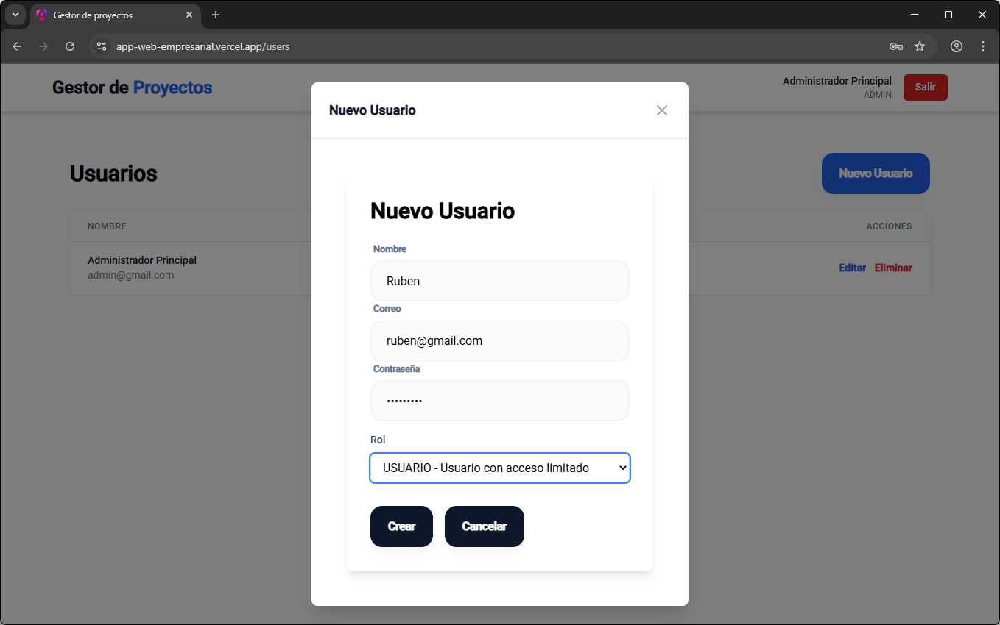 Gestor de proyectos
app-web-empresarial.vercel.app/users
Gestor de Proyectos
Administrador Principal
ADMIN
Salir
Nuevo Usuario
Usuarios
Nuevo Usuario
NOMBRE
ACCIONES
Administrador Principal
admin@gmail.com
Editar Eliminar
Nuevo Usuario
Nombre
Ruben
Correo
ruben@gmail.com
Contraseña
•••••••••
Rol
USUARIO - Usuario con acceso limitado
Crear Cancelar